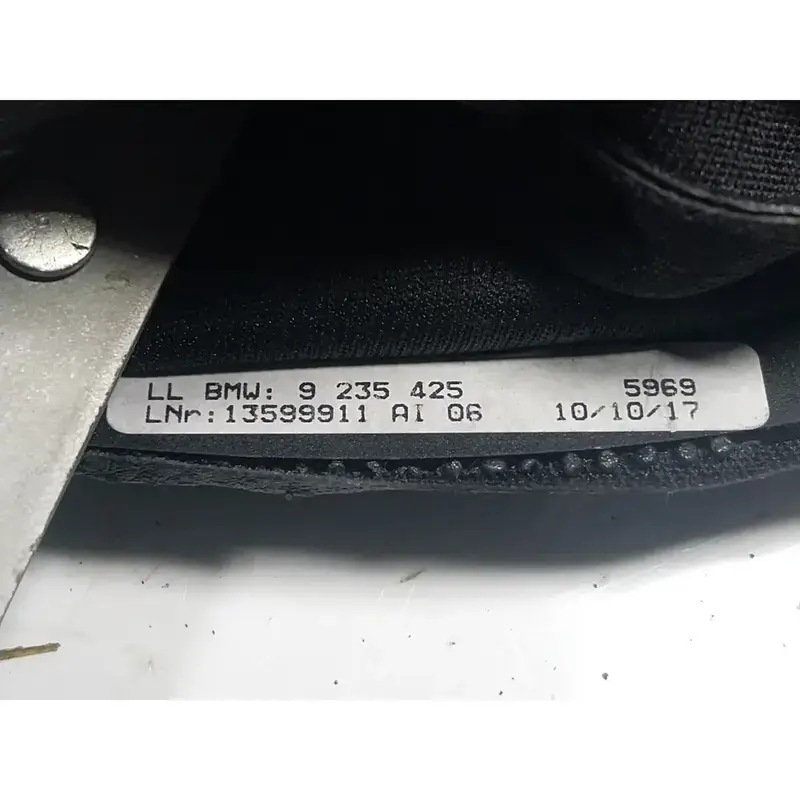 LL BMW: 9 235 425 5969
LNr:13599911 AI 06 10/10/17